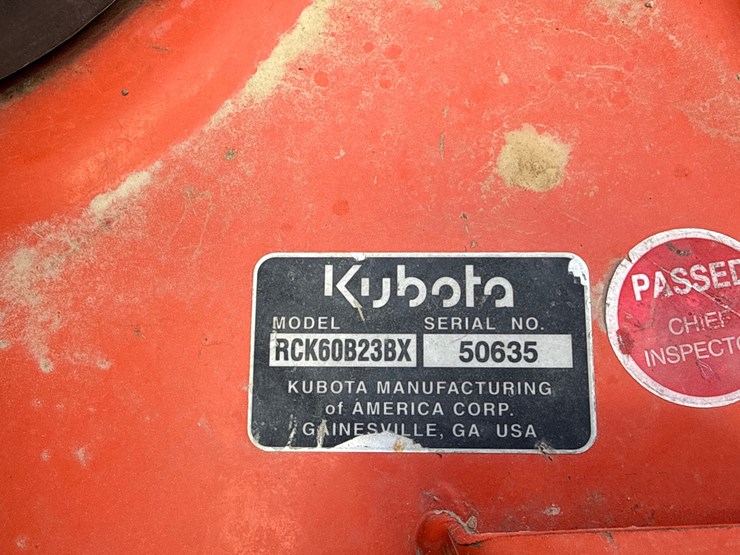 Kubota
MODEL SERIAL NO.
RCK60B23BX 50635
KUBOTA MANUFACTURING
of AMERICA CORP.
GAINESVILLE, GA USA
PASSED
CHIEF
INSPECTO